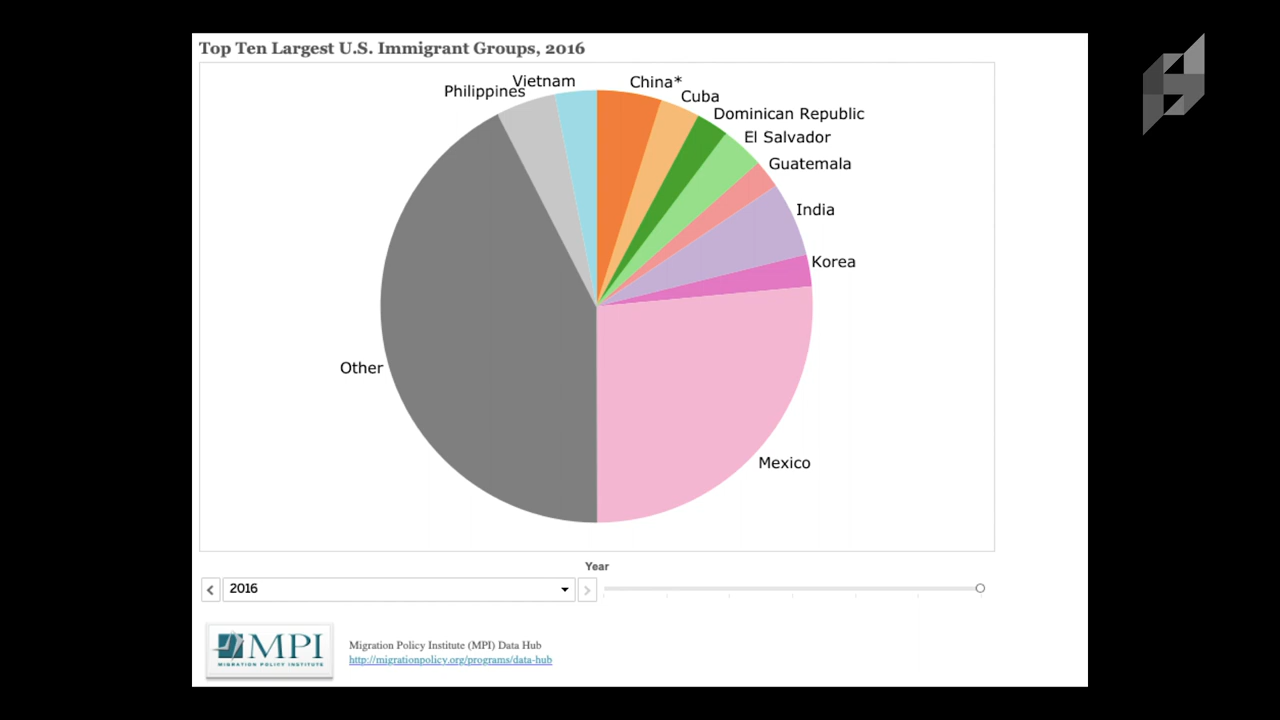 Top Ten Largest U.S. Immigrant Groups, 2016
Vietnam
China*
Philippines
Cuba
Dominican Republic
El Salvador
Guatemala
India
Korea
Other
Mexico
Year
2016
MPI
MIGRATION POLICY INSTITUTE
Migration Policy Institute (MPI) Data Hub
http://migrationpolicy.org/programs/data-hub